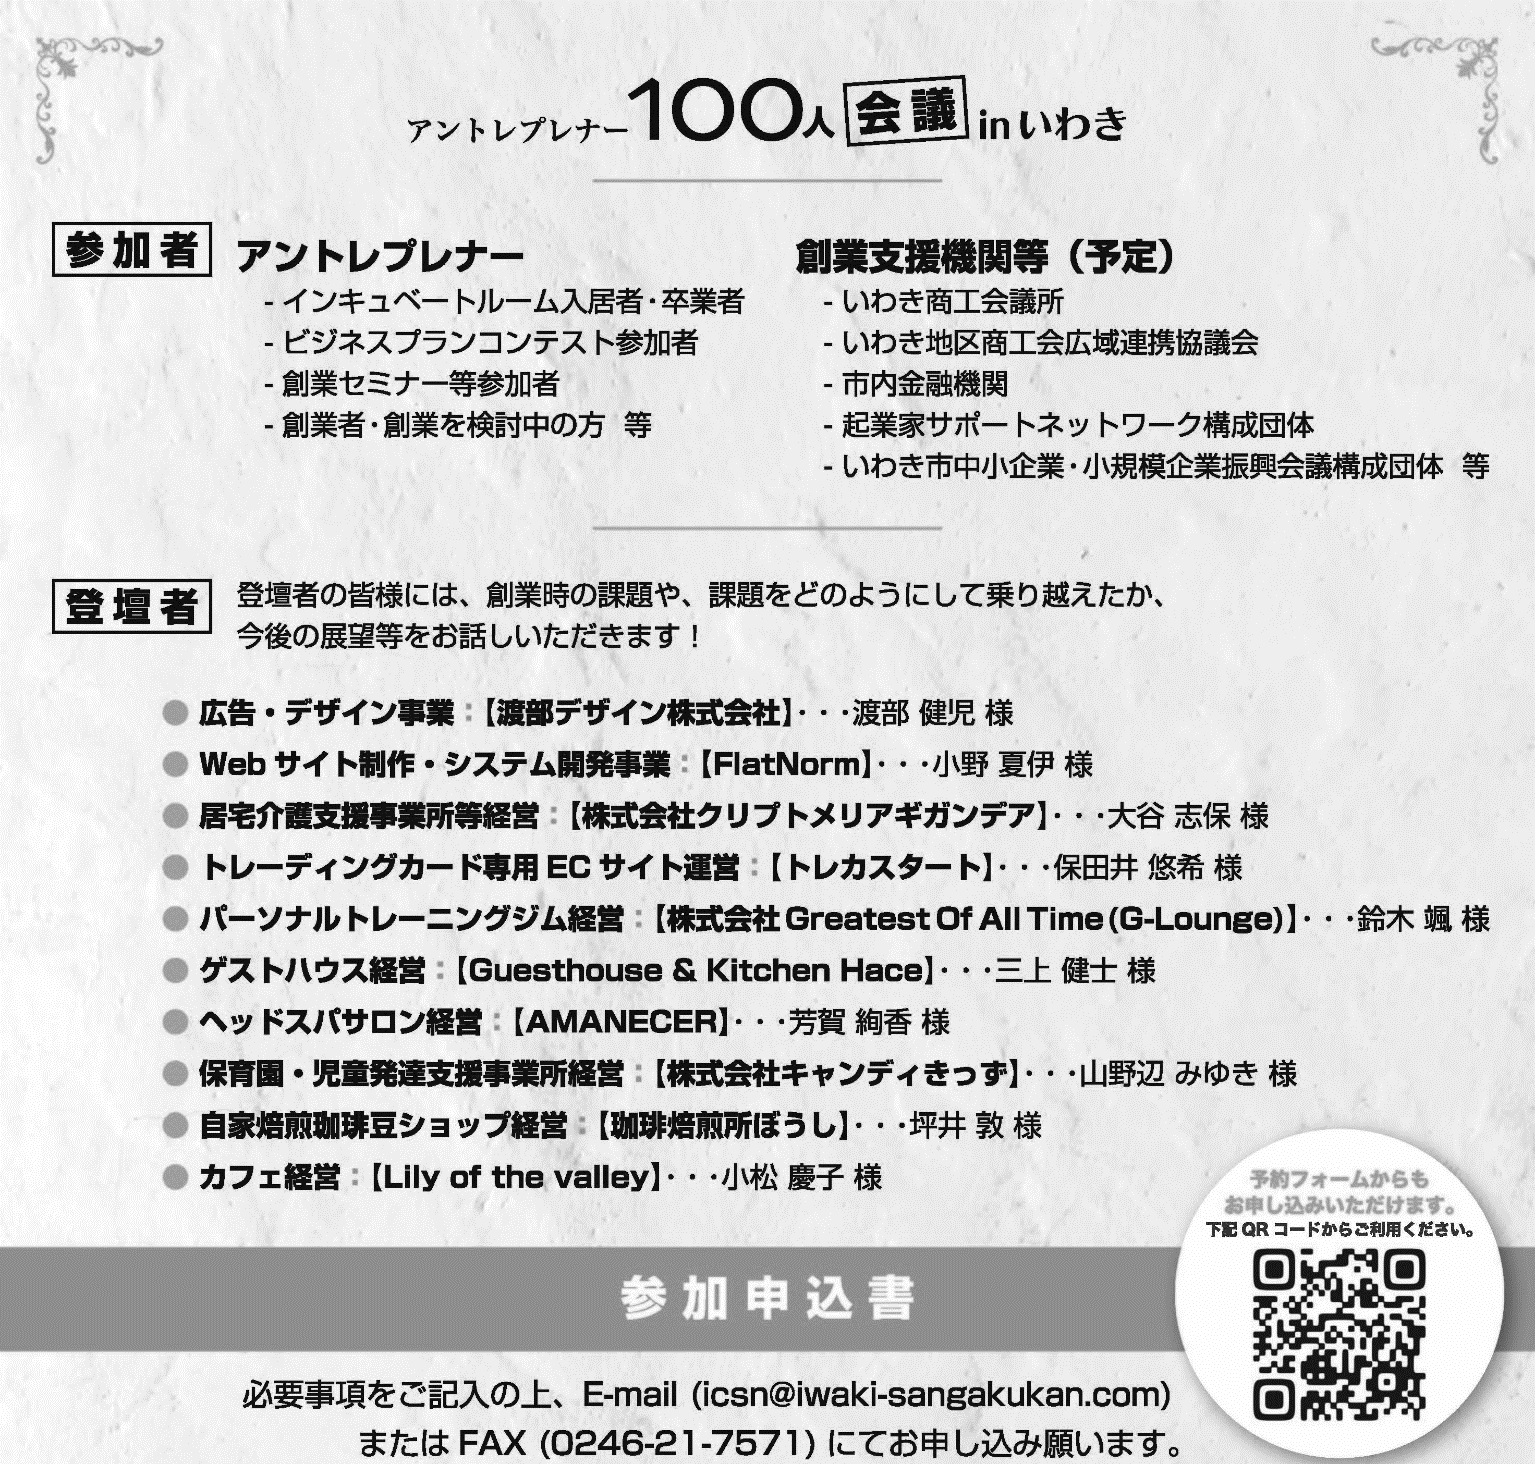 アントレプレナー100人会議 in いわき
参加者
アントレプレナー
- インキュベートルーム入居者・卒業者
- ビジネスプランコンテスト参加者
- 創業セミナー等参加者
- 創業者・創業を検討中の方 等
創業支援機関等（予定）
- いわき商工会議所
- いわき地区商工会広域連携協議会
- 市内金融機関
- 起業家サポートネットワーク構成団体
- いわき市中小企業・小規模企業振興会議構成団体 等
登壇者
登壇者の皆様には、創業時の課題や、課題をどのようにして乗り越えたか、
今後の展望等をお話しいただきます！
● 広告・デザイン事業：【渡部デザイン株式会社】・・・渡部 健児 様
● Web サイト制作・システム開発事業：【FlatNorm】・・・小野 夏伊 様
● 居宅介護支援事業所等経営：【株式会社クリプトメリアギガンデア】・・・大谷 志保 様
● トレーディングカード専用 EC サイト運営：【トレカスタート】・・・保田井 悠希 様
● パーソナルトレーニングジム経営：【株式会社 Greatest Of All Time (G-Lounge)】・・・鈴木 颯 様
● ゲストハウス経営：【Guesthouse & Kitchen Hace】・・・三上 健士 様
● ヘッドスパサロン経営：【AMANECER】・・・芳賀 絢香 様
● 保育園・児童発達支援事業所経営：【株式会社キャンディきっず】・・・山野辺 みゆき 様
● 自家焙煎珈琲豆ショップ経営：【珈琲焙煎所ぼうし】・・・坪井 敦 様
● カフェ経営：【Lily of the valley】・・・小松 慶子 様
予約フォームからも
お申し込みいただけます。
下記 QR コードからご利用ください。
参加申込書
必要事項をご記入の上、E-mail (icsn@iwaki-sangakukan.com)
または FAX (0246-21-7571) にてお申し込み願います。